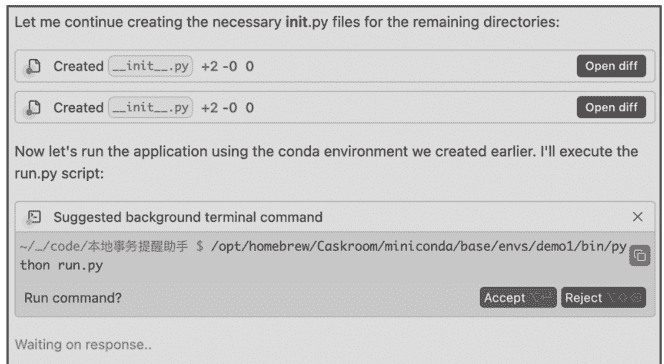 Let me continue creating the necessary init.py files for the remaining directories:
Created __init__.py +2 -0 0
Open diff
Created __init__.py +2 -0 0
Open diff
Now let's run the application using the conda environment we created earlier. I'll execute the
run.py script:
Suggested background terminal command
~/…/code/本地事务提醒助手 $ /opt/homebrew/Caskroom/miniconda/base/envs/demo1/bin/py
thon run.py
Run command?
Accept ⌥⏎
Reject ⌥⇧⌫
Waiting on response..